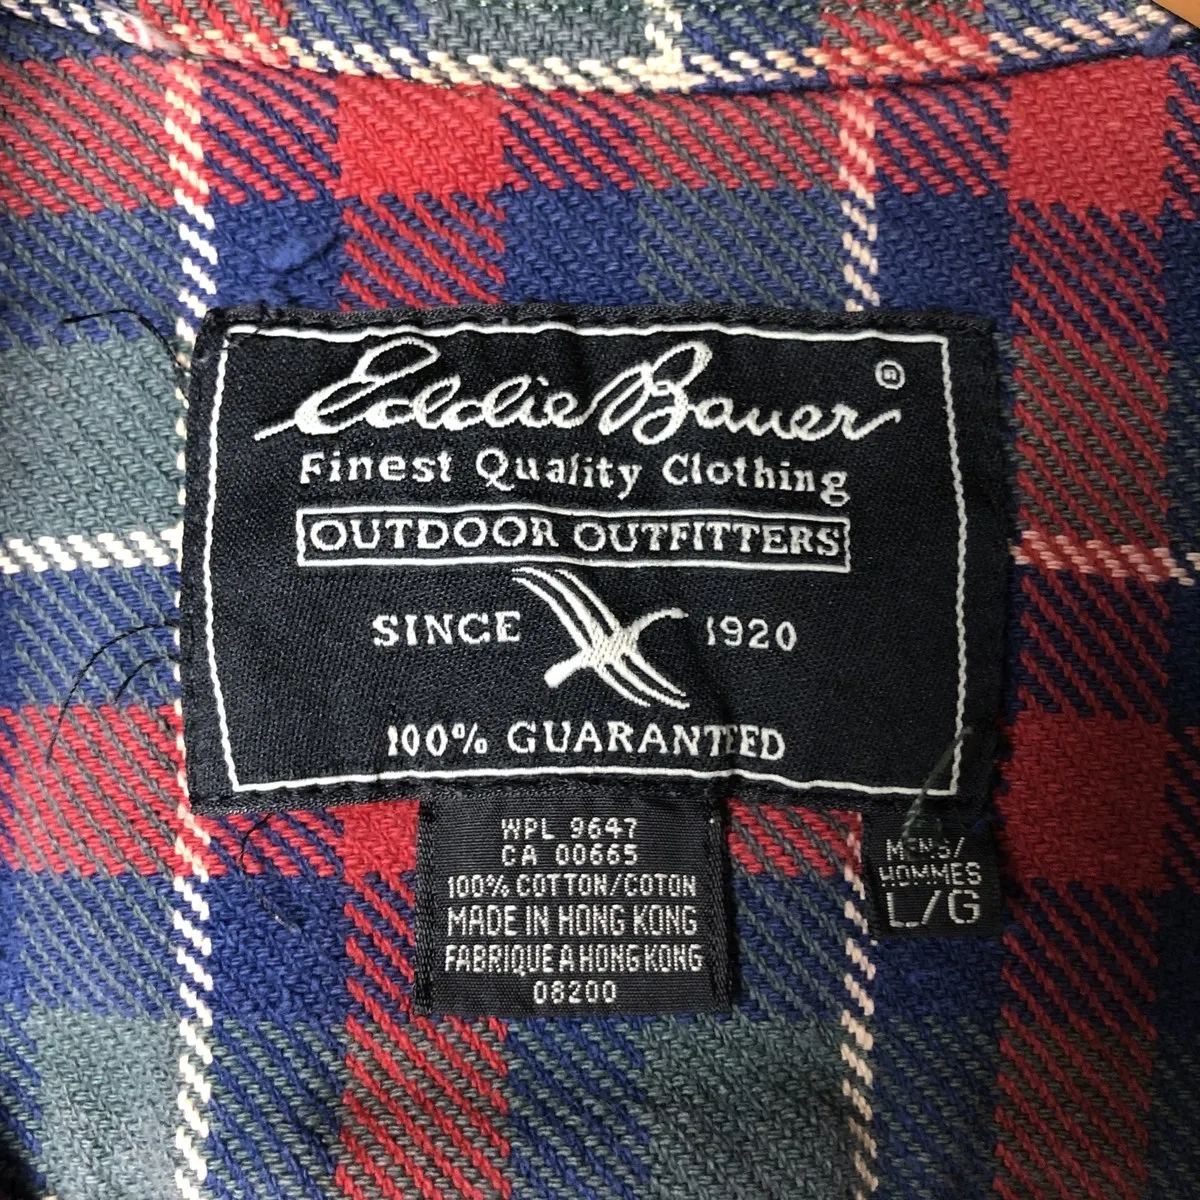 Eddie Bauer ®
Finest Quality Clothing
OUTDOOR OUTFITTERS
SINCE 1920
100% GUARANTEED
WPL 9647
CA 00665
100% COTTON/COTON
MADE IN HONG KONG
FABRIQUE A HONG KONG
08200
MENS/
HOMMES
L/G